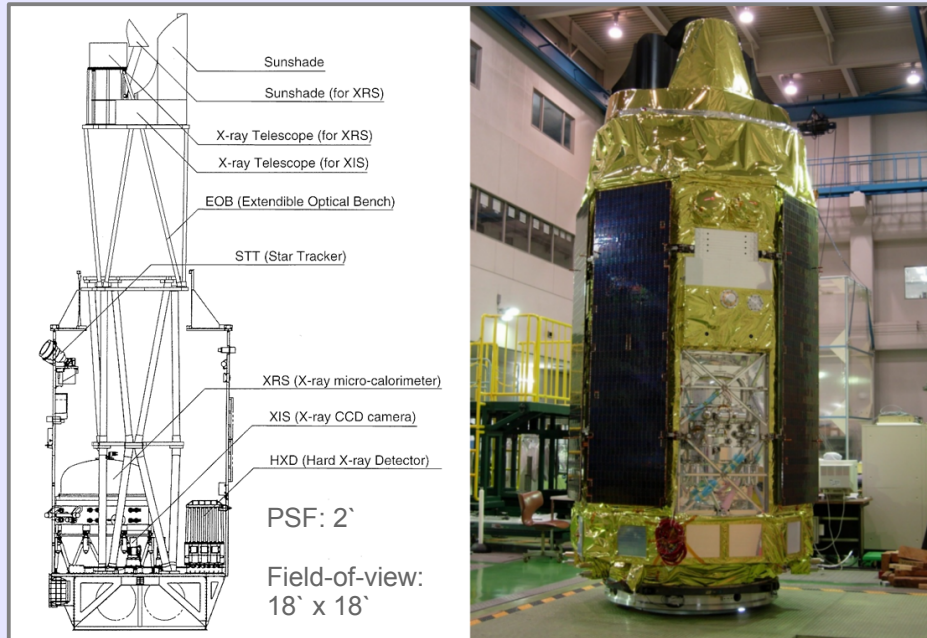 Sunshade
Sunshade (for XRS)
X-ray Telescope (for XRS)
X-ray Telescope (for XIS)
EOB (Extendible Optical Bench)
STT (Star Tracker)
XRS (X-ray micro-calorimeter)
XIS (X-ray CCD camera)
HXD (Hard X-ray Detector)
PSF: 2`
Field-of-view:
18` x 18`